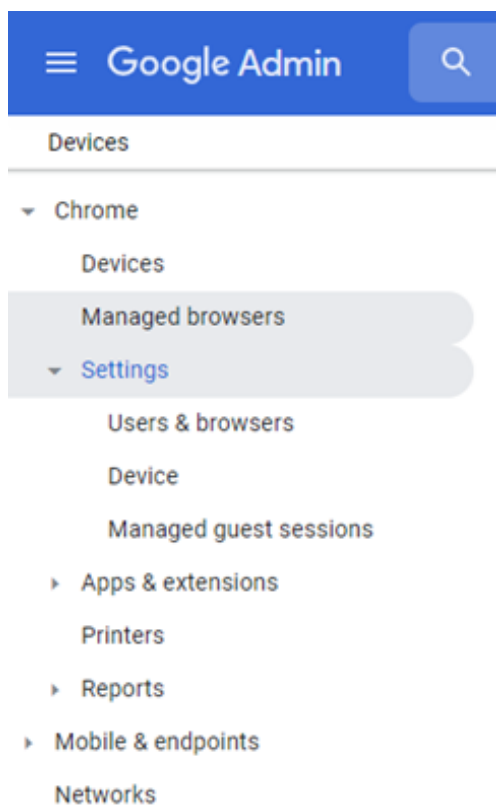 Google Admin
Devices
Chrome
Devices
Managed browsers
Settings
Users & browsers
Device
Managed guest sessions
Apps & extensions
Printers
Reports
Mobile & endpoints
Networks